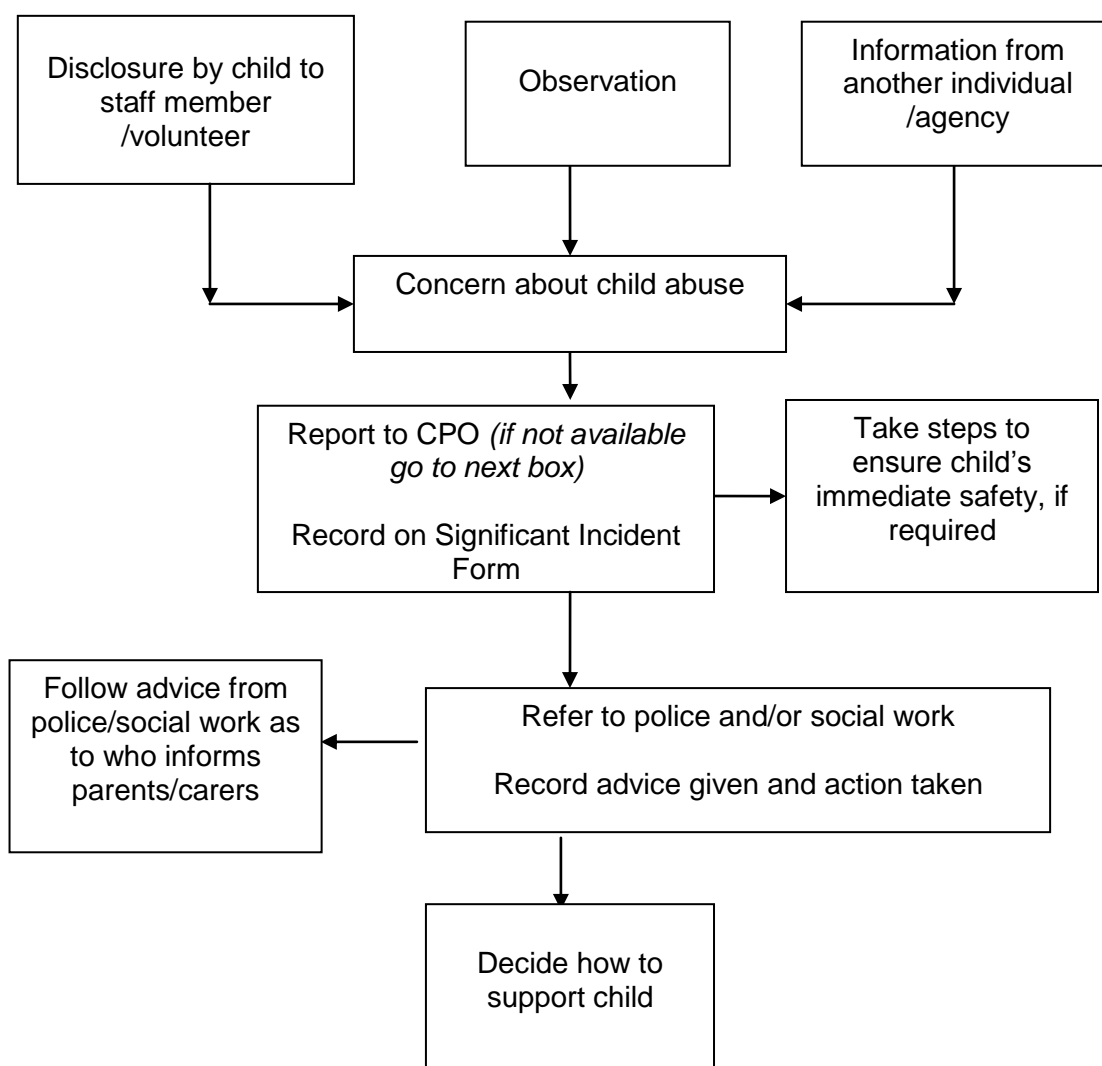 Disclosure by child to
staff member
/volunteer
Observation
Information from
another individual
/agency
Concern about child abuse
Report to CPO (if not available
go to next box)
Record on Significant Incident
Form
Take steps to
ensure child’s
immediate safety, if
required
Follow advice from
police/social work as
to who informs
parents/carers
Refer to police and/or social work
Record advice given and action taken
Decide how to
support child